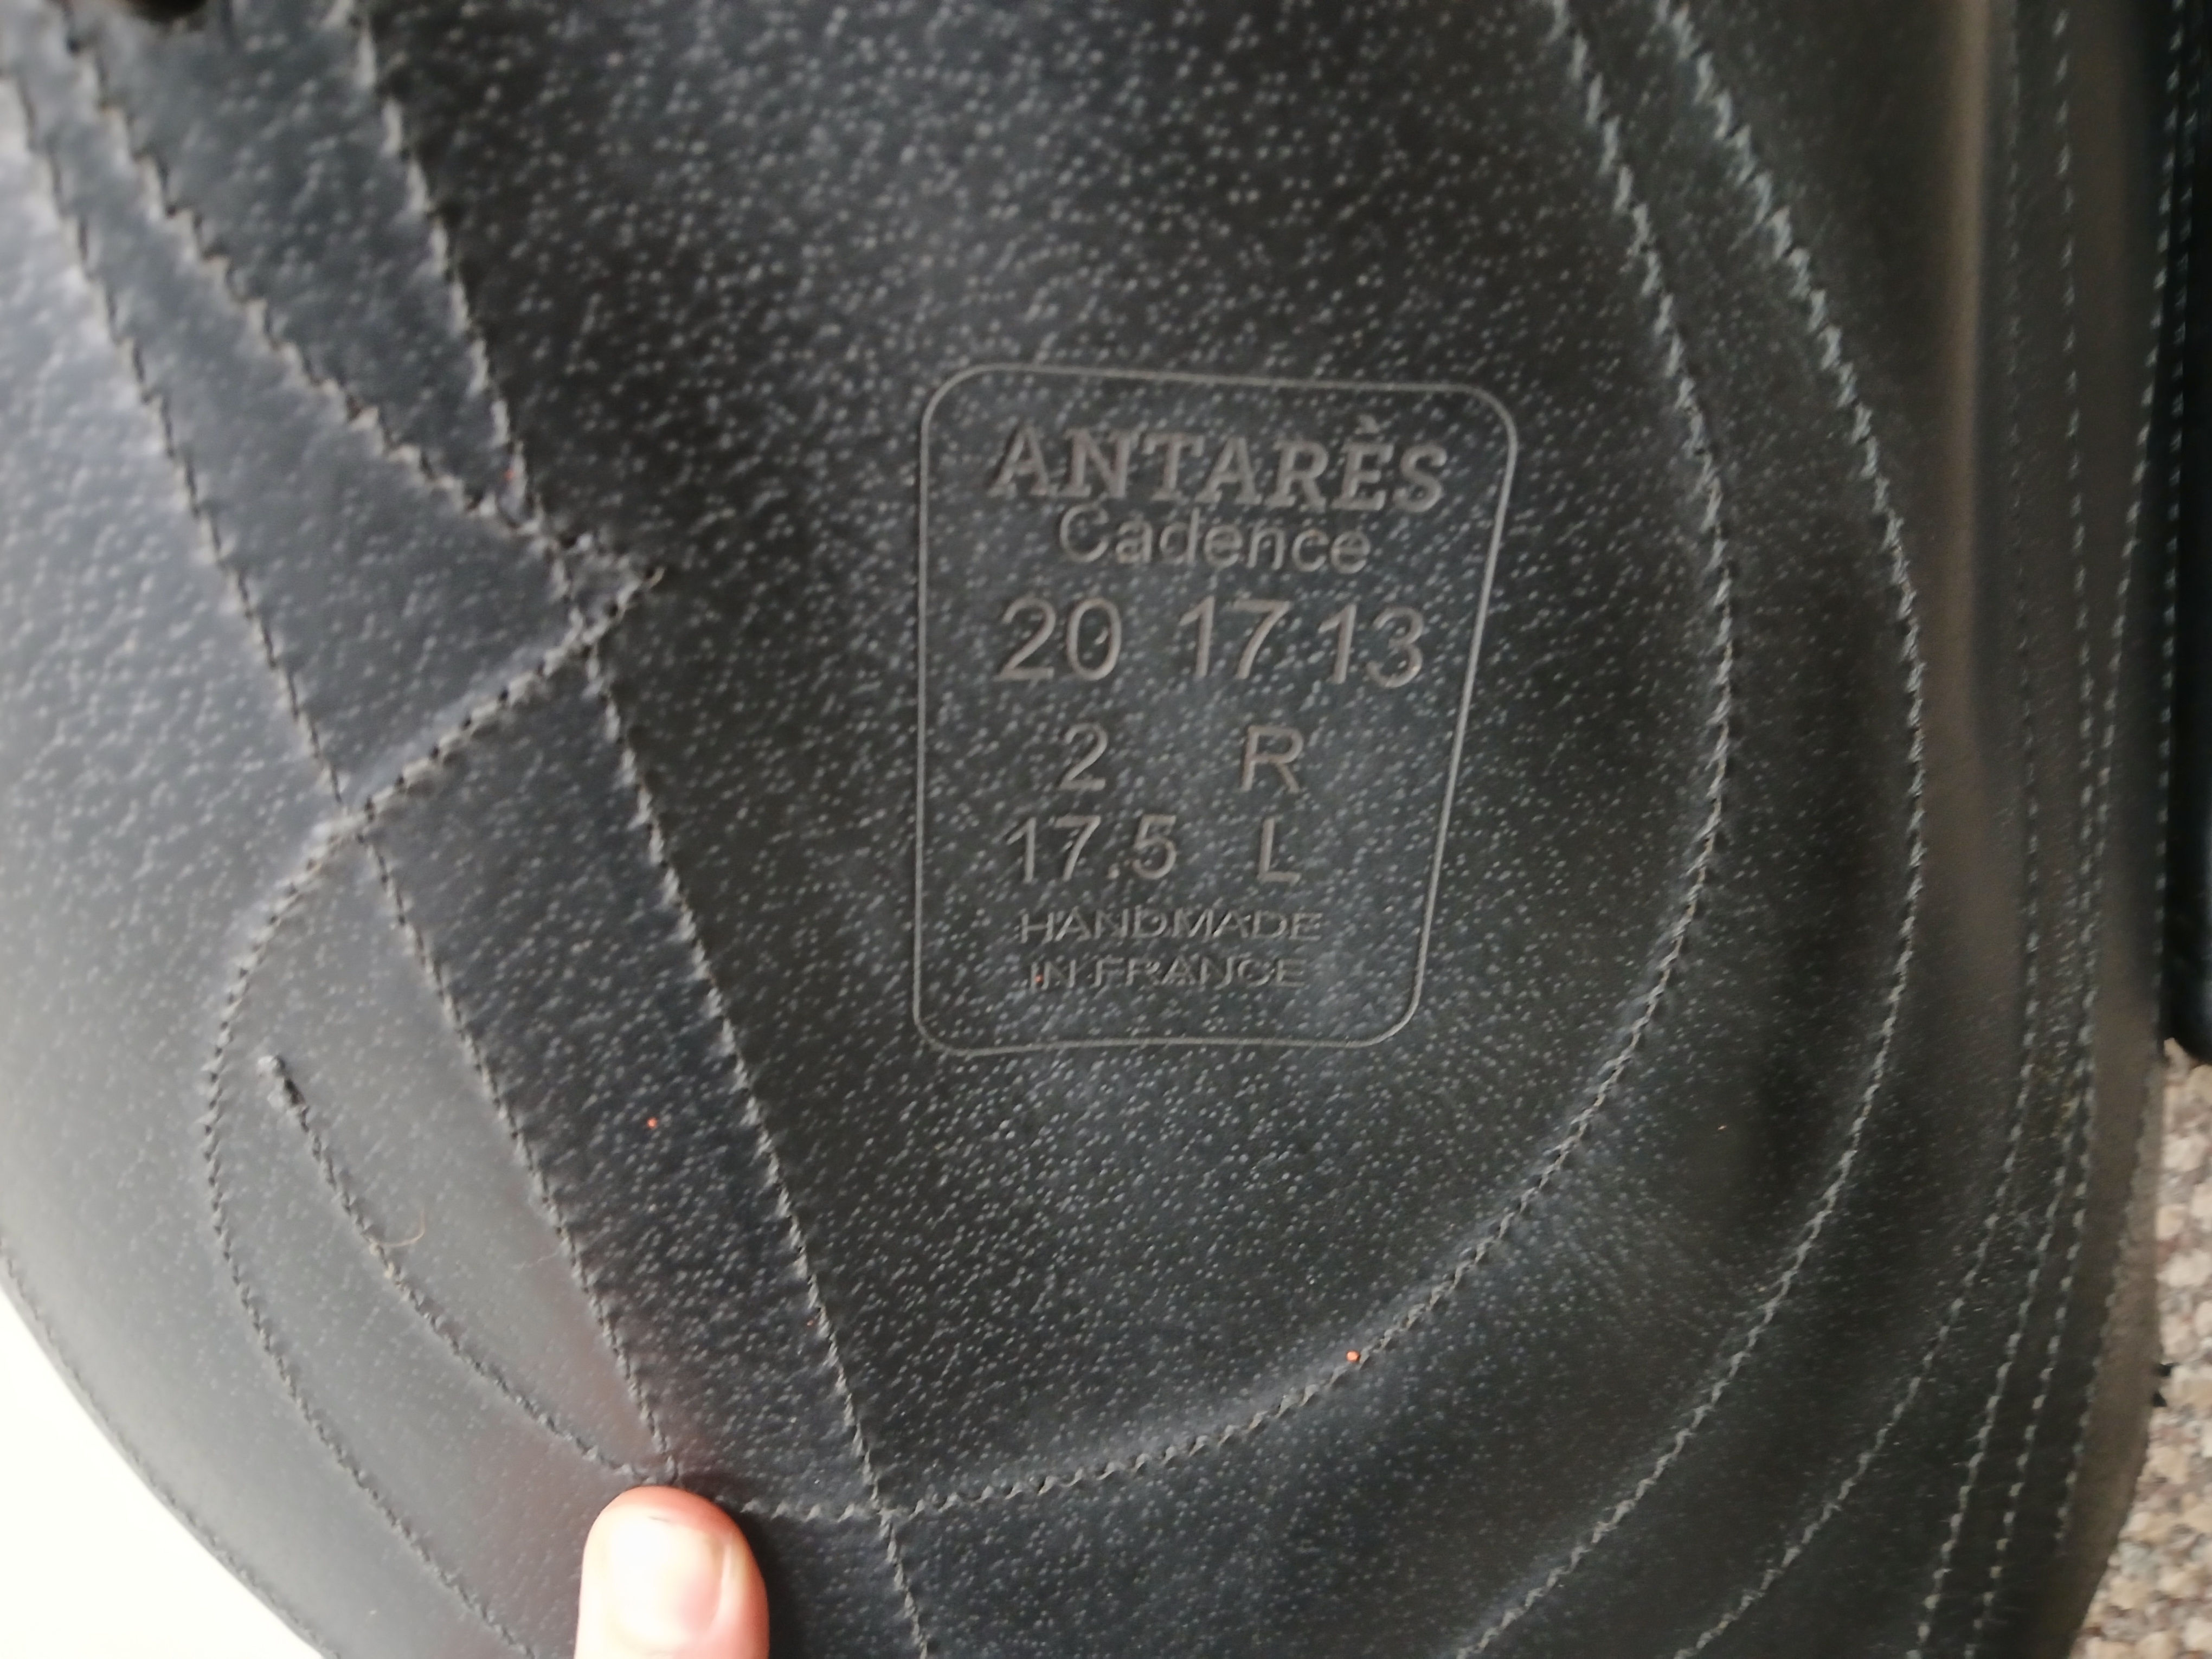 ANTARÈS
Cadence
20 17 13
2 R
17.5 L
HANDMADE
IN FRANCE